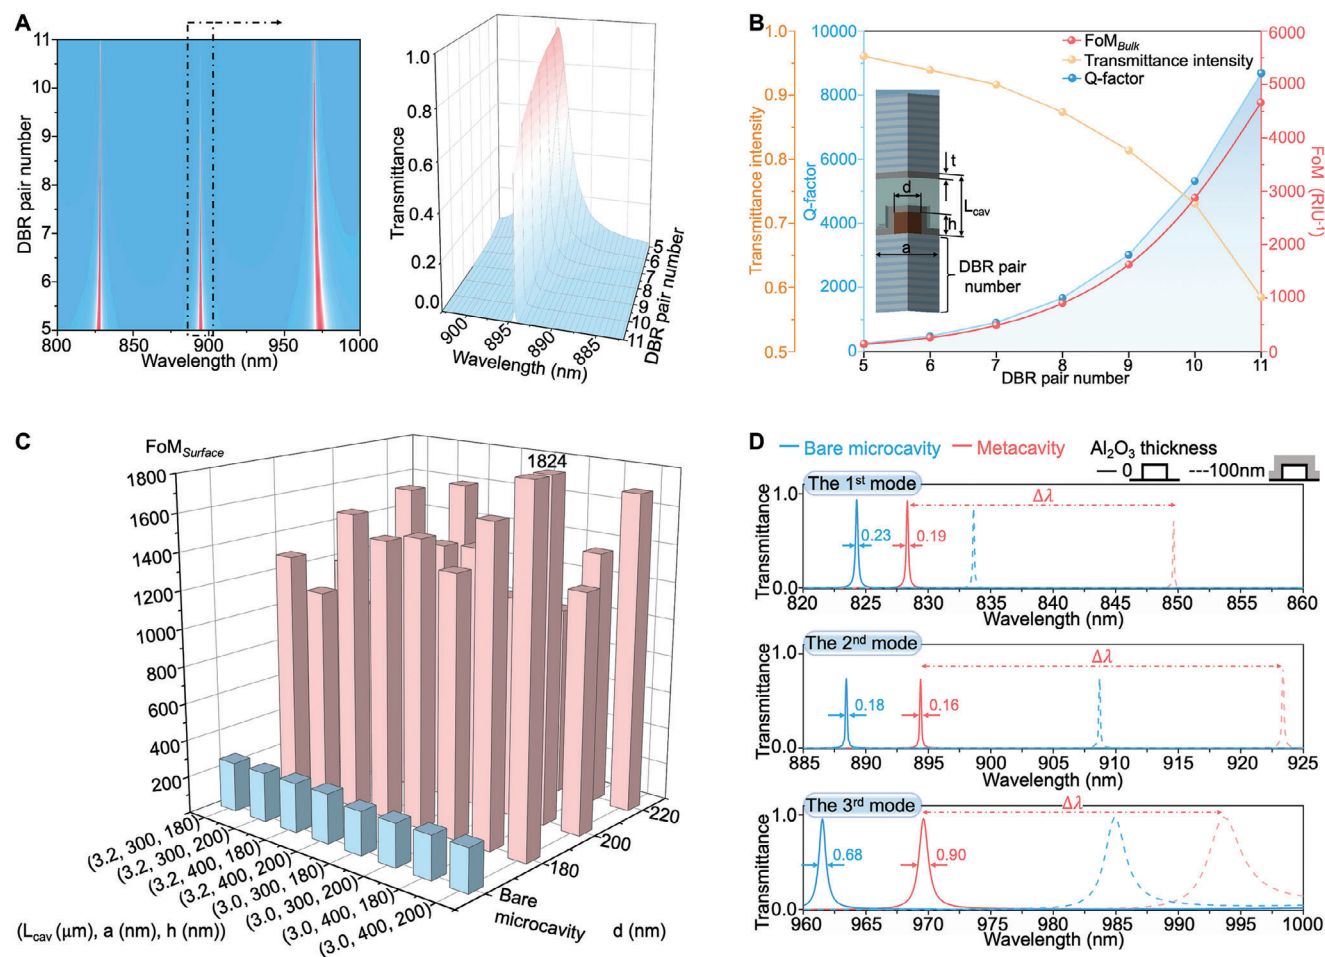 A
11
10
9
8
7
6
5
DBR pair number
800
850
900
950
1000
Wavelength (nm)
1.0
0.8
0.6
0.4
0.2
0.0
Transmittance
900
895
890
885
Wavelength (nm)
5
6
7
8
9
10
11
DBR pair number
B
1.0
0.9
0.8
0.7
0.6
0.5
Transmittance intensity
10000
8000
6000
4000
2000
0
Q-factor
FoM_Bulk
Transmittance intensity
Q-factor
t
d
L_cav
h
a
DBR pair
number
5
6
7
8
9
10
11
DBR pair number
6000
5000
4000
3000
2000
1000
0
FoM (RIU⁻¹)
C
FoM_Surface
1800
1600
1400
1200
1000
800
600
400
200
1824
(3.2, 300, 180)
(3.2, 300, 200)
(3.2, 400, 180)
(3.2, 400, 200)
(3.0, 300, 180)
(3.0, 300, 200)
(3.0, 400, 180)
(3.0, 400, 200)
(L_cav (μm), a (nm), h (nm))
Bare
microcavity
180
200
220
d (nm)
D
Bare microcavity
Metacavity
Al₂O₃ thickness
0
100nm
The 1st mode
Δλ
0.23
0.19
1.0
0.0
Transmittance
820
825
830
835
840
845
850
855
860
Wavelength (nm)
The 2nd mode
Δλ
0.18
0.16
1.0
0.0
Transmittance
885
890
895
900
905
910
915
920
925
Wavelength (nm)
The 3rd mode
Δλ
0.68
0.90
1.0
0.0
Transmittance
960
965
970
975
980
985
990
995
1000
Wavelength (nm)